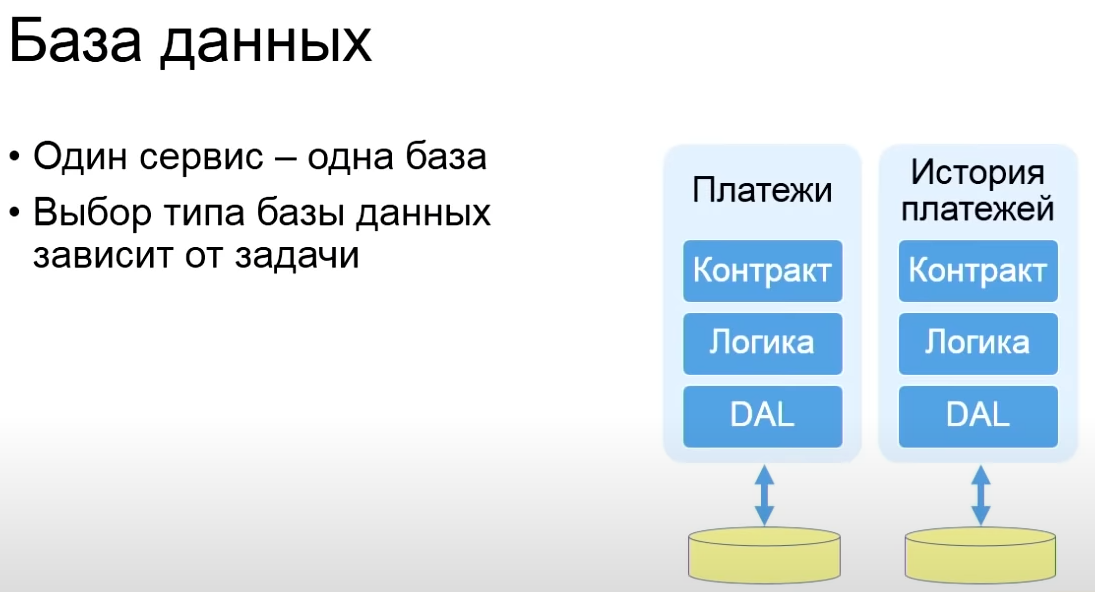 База данных
• Один сервис – одна база
• Выбор типа базы данных
зависит от задачи
Платежи
Контракт
Логика
DAL
История
платежей
Контракт
Логика
DAL